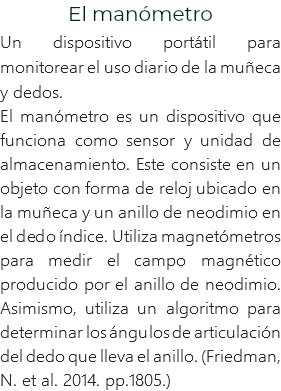 El manómetro
Un dispositivo portátil para
monitorear el uso diario de la muñeca
y dedos.
El manómetro es un dispositivo que
funciona como sensor y unidad de
almacenamiento. Este consiste en un
objeto con forma de reloj ubicado en
la muñeca y un anillo de neodimio en
el dedo índice. Utiliza magnetómetros
para medir el campo magnético
producido por el anillo de neodimio.
Asimismo, utiliza un algoritmo para
determinar los ángulos de articulación
del dedo que lleva el anillo. (Friedman,
N. et al. 2014. pp.1805.)